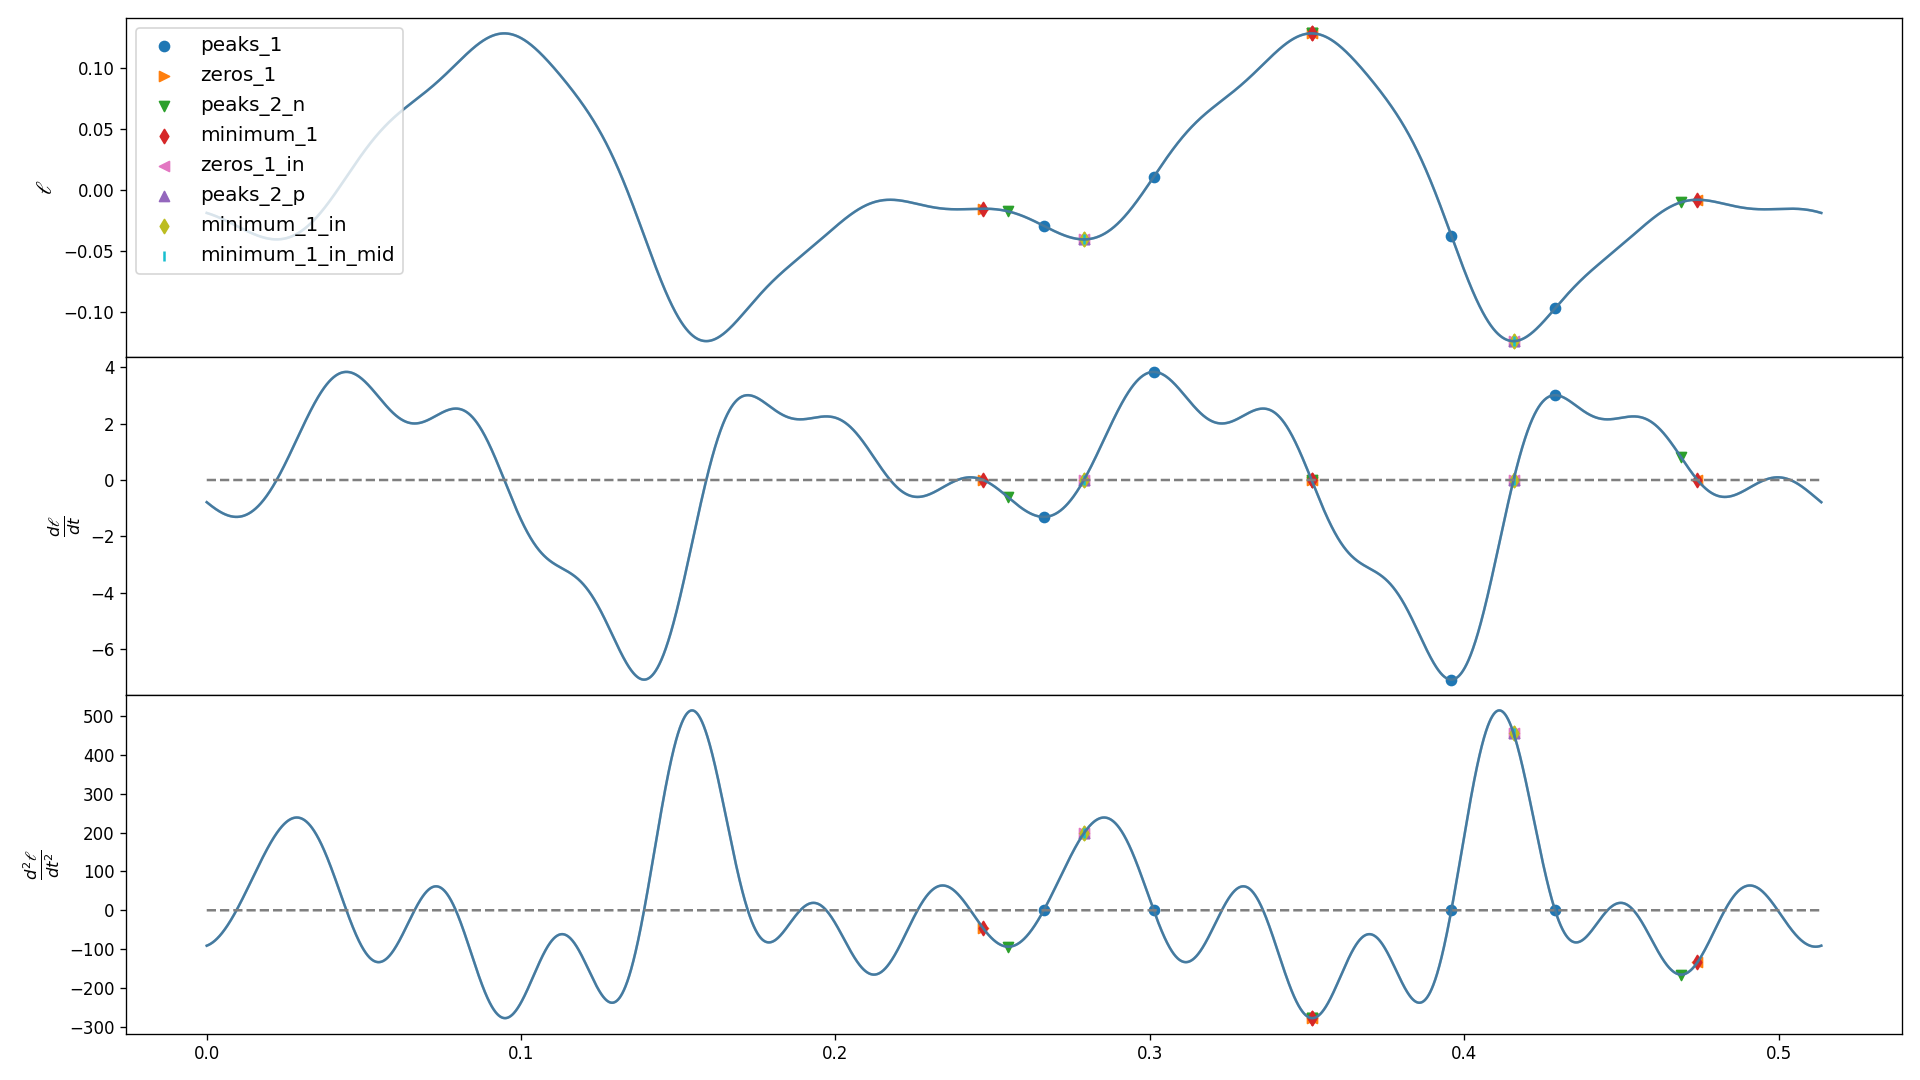 peaks_1
zeros_1
peaks_2_n
minimum_1
zeros_1_in
peaks_2_p
minimum_1_in
minimum_1_in_mid
0.10
0.05
0.00
−0.05
−0.10
ℓ
4
2
0
−2
−4
−6
dℓ
dt
500
400
300
200
100
0
−100
−200
−300
d²ℓ
dt²
0.0 0.1 0.2 0.3 0.4 0.5